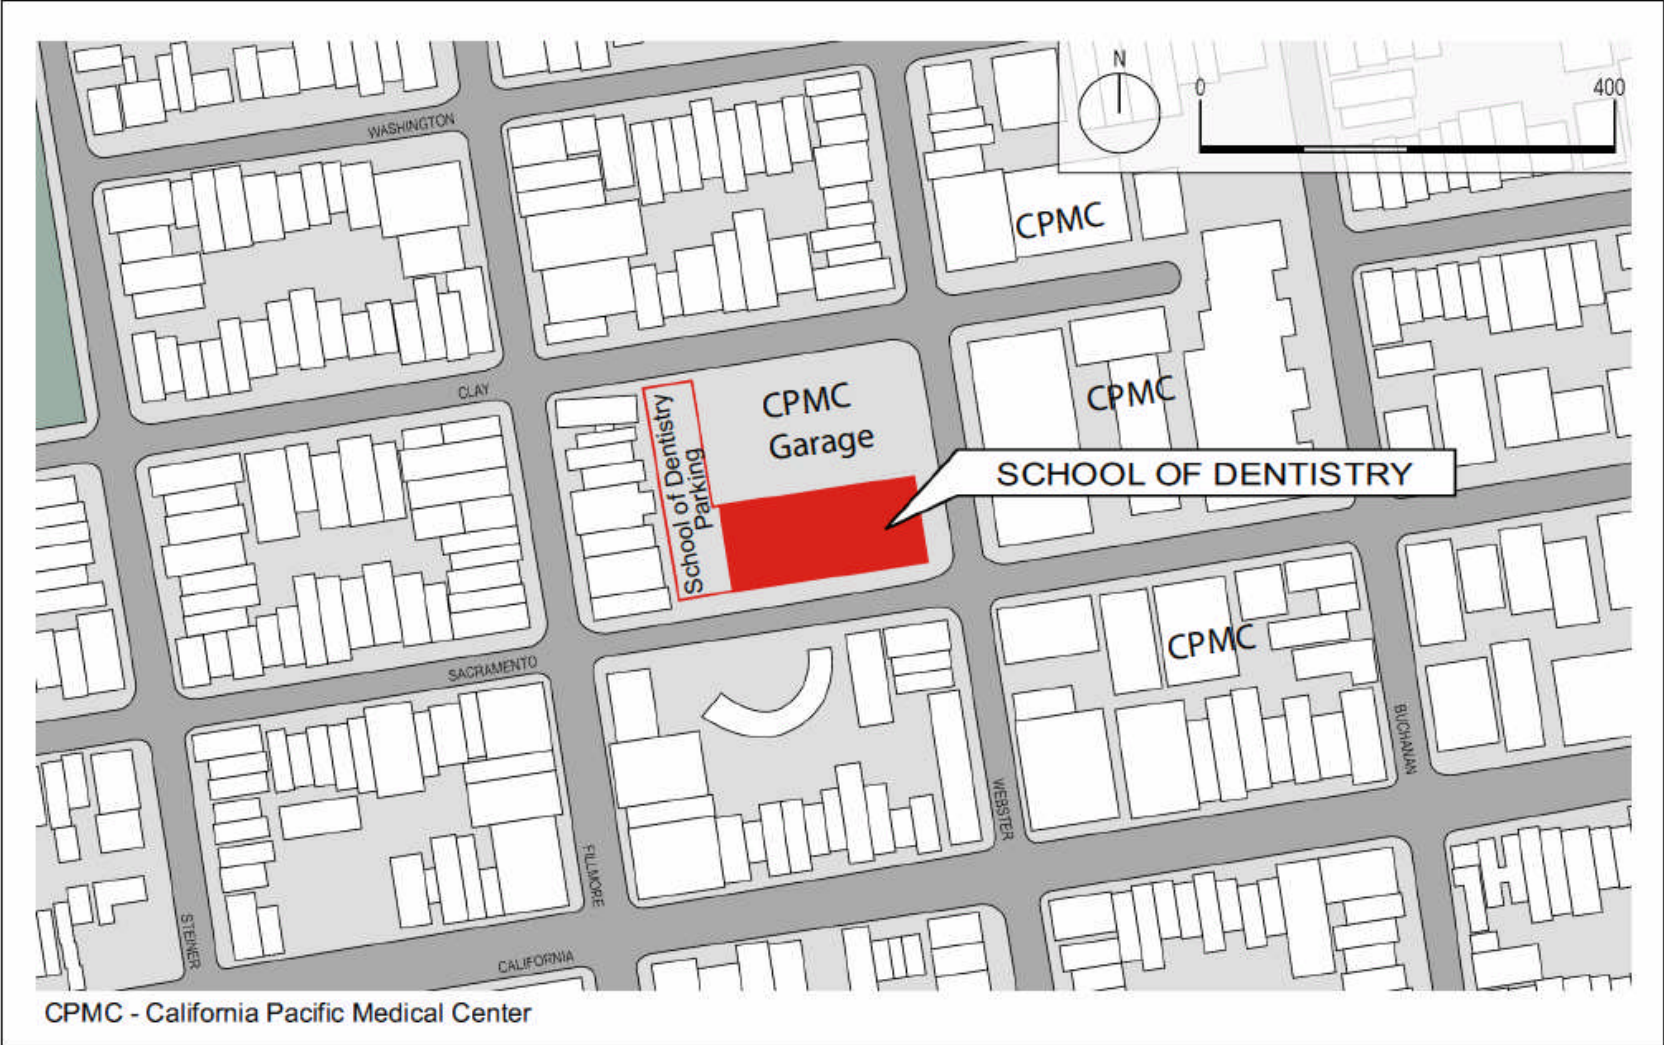 N
0
400
WASHINGTON
CPMC
CLAY
CPMC
Garage
CPMC
School of Dentistry
Parking
SCHOOL OF DENTISTRY
CPMC
SACRAMENTO
BUCHANAN
WEBSTER
FILLMORE
STEINER
CALIFORNIA
CPMC - California Pacific Medical Center